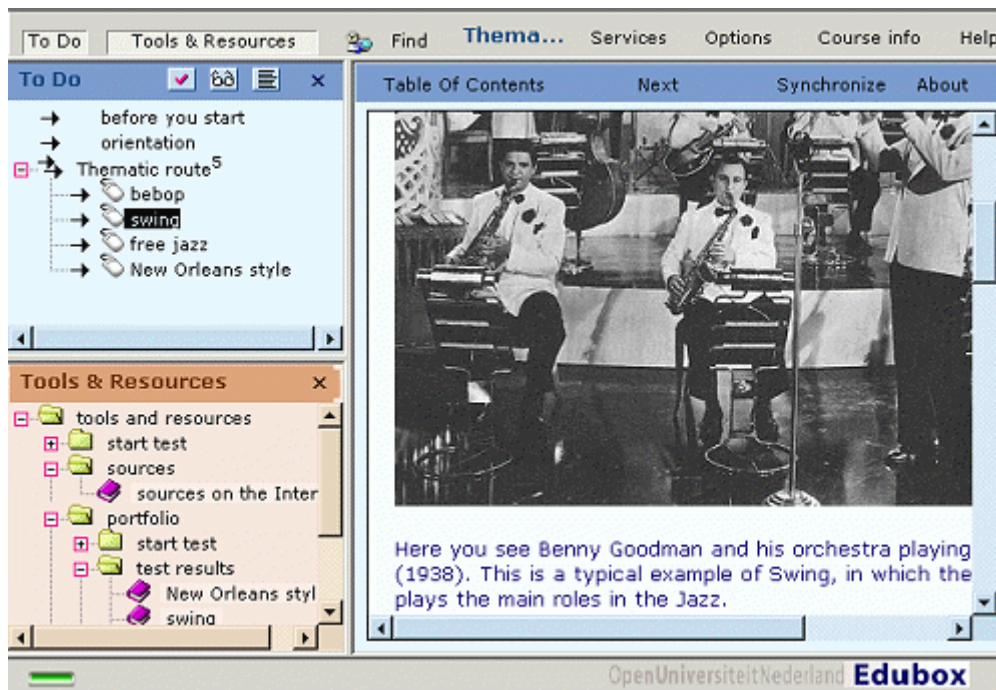 To Do Tools & Resources Find Thema... Services Options Course info Help
To Do
before you start
orientation
Thematic route5
bebop
swing
free jazz
New Orleans style
Tools & Resources
tools and resources
start test
sources
sources on the Inter
portfolio
start test
test results
New Orleans styl
swing
Table Of Contents Next Synchronize About
Here you see Benny Goodman and his orchestra playing
(1938). This is a typical example of Swing, in which the
plays the main roles in the Jazz.
OpenUniversiteitNederland Edubox